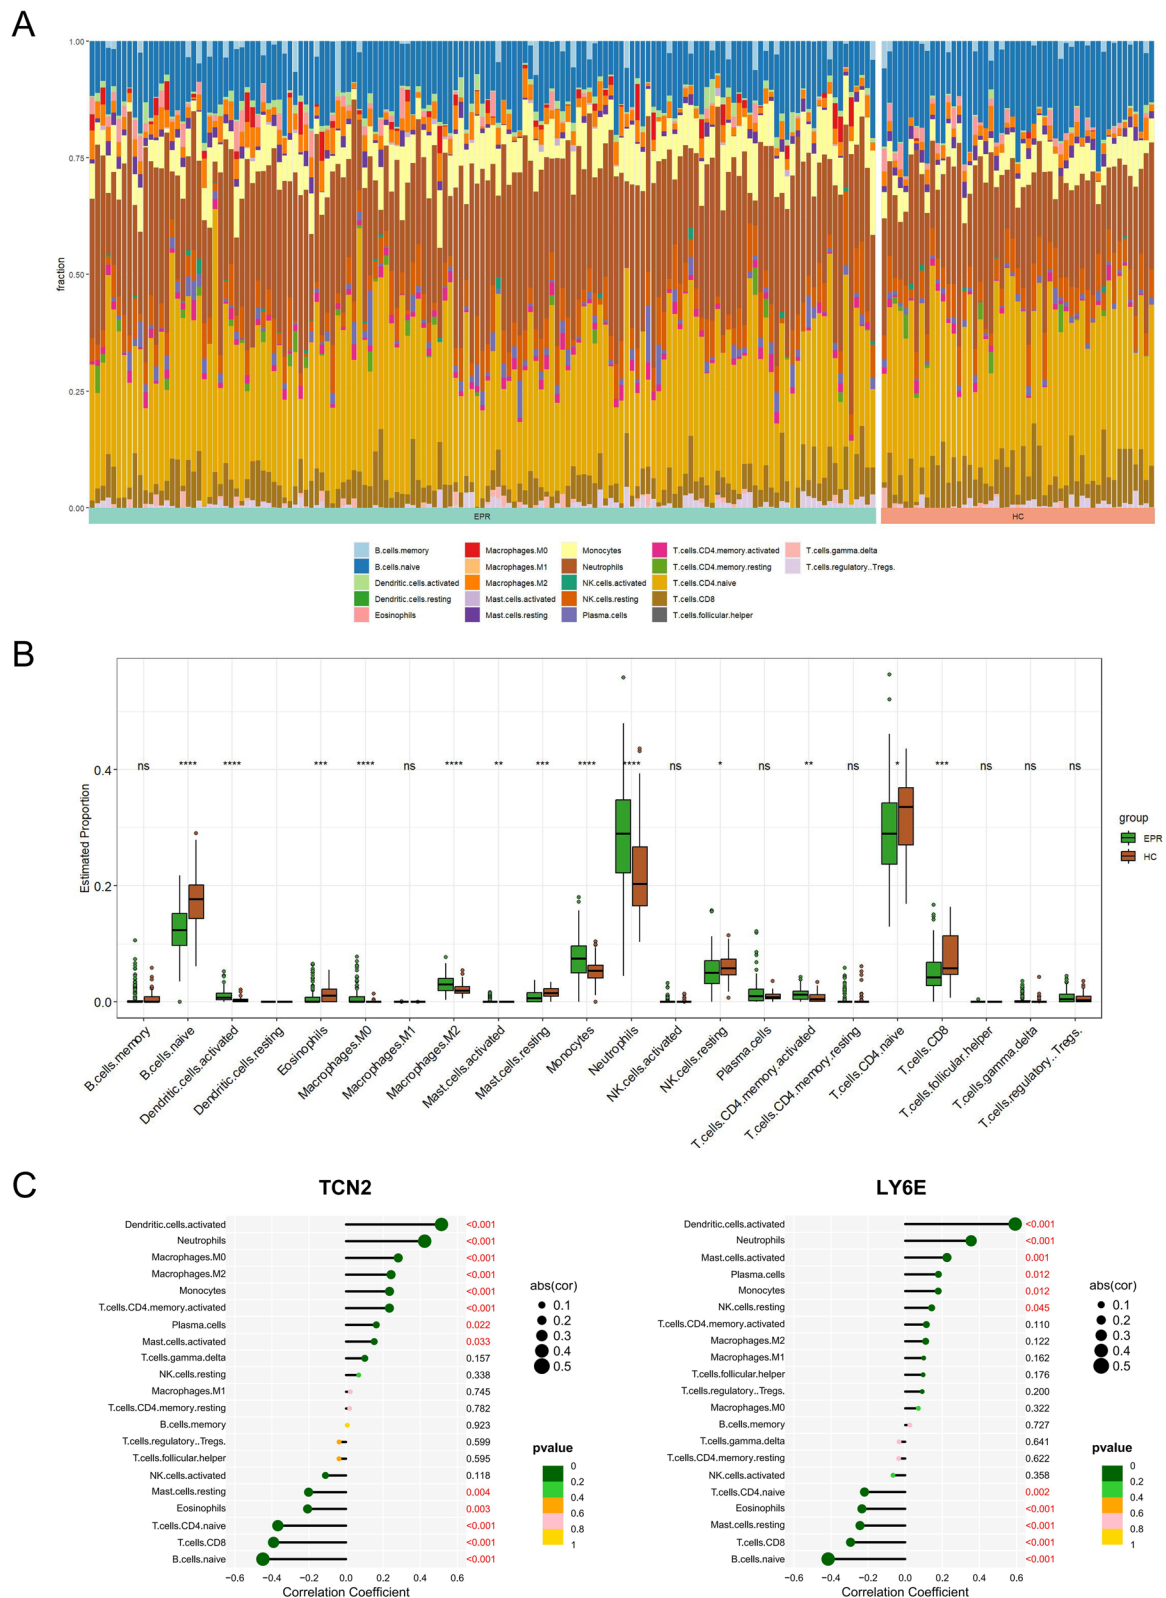 A
1.00
0.75
0.50
0.25
0.00
fraction
EPR
HC
B.cells.memory
B.cells.naive
Dendritic.cells.activated
Dendritic.cells.resting
Eosinophils
Macrophages.M0
Macrophages.M1
Macrophages.M2
Mast.cells.activated
Mast.cells.resting
Monocytes
Neutrophils
NK.cells.activated
NK.cells.resting
Plasma.cells
T.cells.CD4.memory.activated
T.cells.CD4.memory.resting
T.cells.CD4.naive
T.cells.CD8
T.cells.follicular.helper
T.cells.gamma.delta
T.cells.regulatory..Tregs.
B
Estimated Proportion
0.4
0.2
0.0
ns **** **** *** **** ns **** ** *** **** **** ns * ns ** ns * *** ns ns ns
group
EPR
HC
B.cells.memory
B.cells.naive
Dendritic.cells.activated
Dendritic.cells.resting
Eosinophils
Macrophages.M0
Macrophages.M1
Macrophages.M2
Mast.cells.activated
Mast.cells.resting
Monocytes
Neutrophils
NK.cells.activated
NK.cells.resting
Plasma.cells
T.cells.CD4.memory.activated
T.cells.CD4.memory.resting
T.cells.CD4.naive
T.cells.CD8
T.cells.follicular.helper
T.cells.gamma.delta
T.cells.regulatory..Tregs.
C
TCN2
Dendritic.cells.activated <0.001
Neutrophils <0.001
Macrophages.M0 <0.001
Macrophages.M2 <0.001
Monocytes <0.001
T.cells.CD4.memory.activated <0.001
Plasma.cells 0.022
Mast.cells.activated 0.033
T.cells.gamma.delta 0.157
NK.cells.resting 0.338
Macrophages.M1 0.745
T.cells.CD4.memory.resting 0.782
B.cells.memory 0.923
T.cells.regulatory..Tregs. 0.599
T.cells.follicular.helper 0.595
NK.cells.activated 0.118
Mast.cells.resting 0.004
Eosinophils 0.003
T.cells.CD4.naive <0.001
T.cells.CD8 <0.001
B.cells.naive <0.001
−0.6 −0.4 −0.2 0.0 0.2 0.4 0.6
Correlation Coefficient
abs(cor)
0.1
0.2
0.3
0.4
0.5
pvalue
0
0.2
0.4
0.6
0.8
1
LY6E
Dendritic.cells.activated <0.001
Neutrophils <0.001
Mast.cells.activated 0.001
Plasma.cells 0.012
Monocytes 0.012
NK.cells.resting 0.045
T.cells.CD4.memory.activated 0.110
Macrophages.M2 0.122
Macrophages.M1 0.162
T.cells.follicular.helper 0.176
T.cells.regulatory..Tregs. 0.200
Macrophages.M0 0.322
B.cells.memory 0.727
T.cells.gamma.delta 0.641
T.cells.CD4.memory.resting 0.622
NK.cells.activated 0.358
T.cells.CD4.naive 0.002
Eosinophils <0.001
Mast.cells.resting <0.001
T.cells.CD8 <0.001
B.cells.naive <0.001
−0.6 −0.4 −0.2 0.0 0.2 0.4 0.6
Correlation Coefficient
abs(cor)
0.1
0.2
0.3
0.4
0.5
pvalue
0
0.2
0.4
0.6
0.8
1